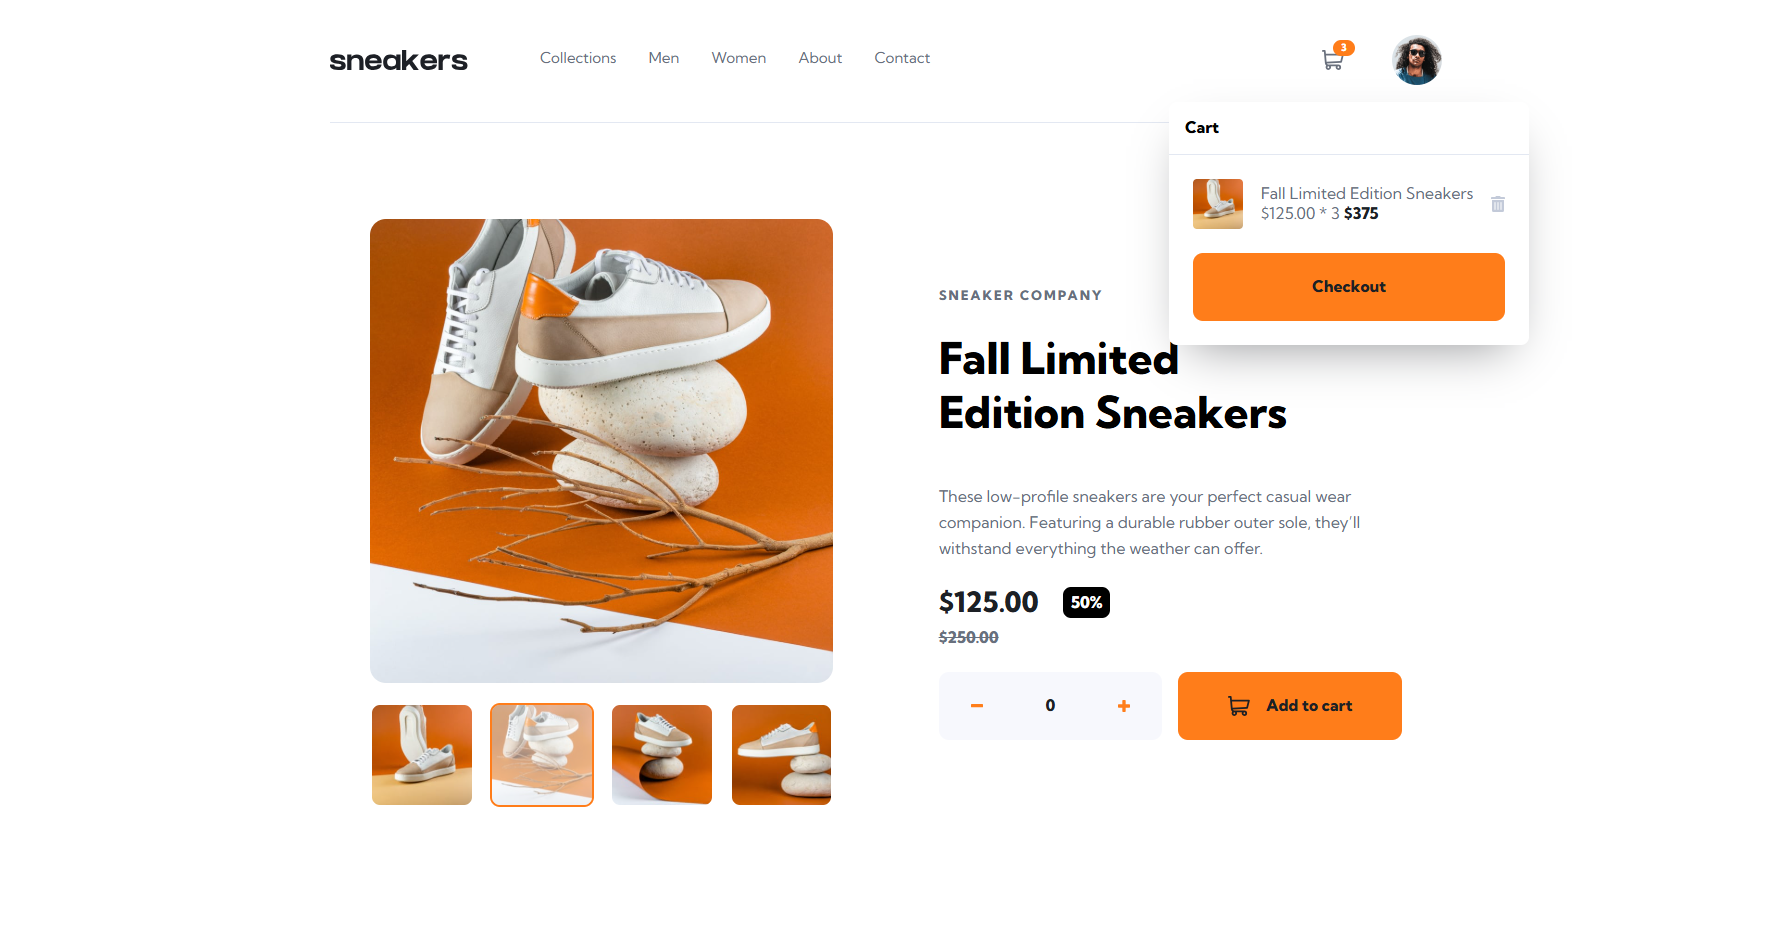 sneakers
Collections Men Women About Contact
3
Cart
Fall Limited Edition Sneakers
$125.00 * 3 $375
Checkout
SNEAKER COMPANY
Fall Limited
Edition Sneakers
These low-profile sneakers are your perfect casual wear
companion. Featuring a durable rubber outer sole, they’ll
withstand everything the weather can offer.
$125.00 50%
$250.00
0
Add to cart